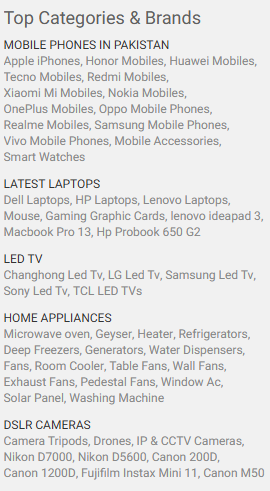 Top Categories & Brands
MOBILE PHONES IN PAKISTAN
Apple iPhones, Honor Mobiles, Huawei Mobiles,
Tecno Mobiles, Redmi Mobiles,
Xiaomi Mi Mobiles, Nokia Mobiles,
OnePlus Mobiles, Oppo Mobile Phones,
Realme Mobiles, Samsung Mobile Phones,
Vivo Mobile Phones, Mobile Accessories,
Smart Watches
LATEST LAPTOPS
Dell Laptops, HP Laptops, Lenovo Laptops,
Mouse, Gaming Graphic Cards, lenovo ideapad 3,
Macbook Pro 13, Hp Probook 650 G2
LED TV
Changhong Led Tv, LG Led Tv, Samsung Led Tv,
Sony Led Tv, TCL LED TVs
HOME APPLIANCES
Microwave oven, Geyser, Heater, Refrigerators,
Deep Freezers, Generators, Water Dispensers,
Fans, Room Cooler, Table Fans, Wall Fans,
Exhaust Fans, Pedestal Fans, Window Ac,
Solar Panel, Washing Machine
DSLR CAMERAS
Camera Tripods, Drones, IP & CCTV Cameras,
Nikon D7000, Nikon D5600, Canon 200D,
Canon 1200D, Fujifilm Instax Mini 11, Canon M50